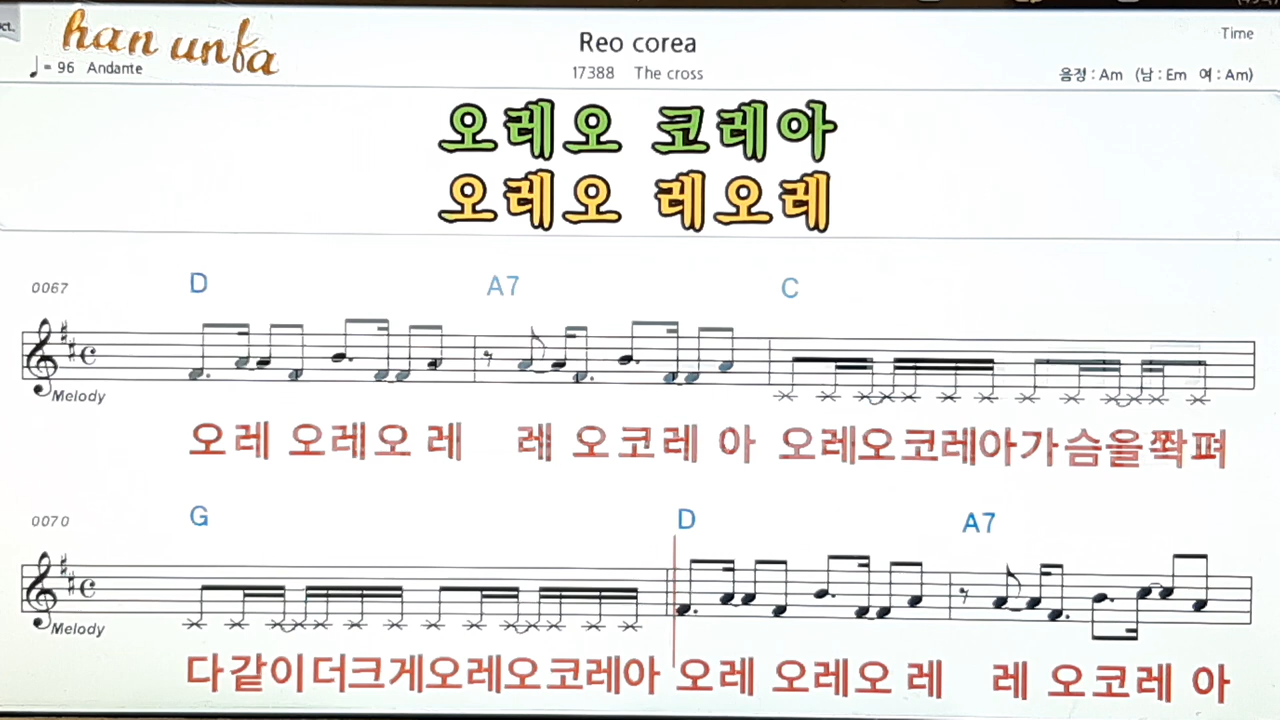 ct.
han unfa
Reo corea
Time
♩= 96 Andante
17388 The cross
음정 : Am (남 : Em 여 : Am)
오레오 코레아
오레오 레오레
0067 D A7 C
Melody
오레 오레오 레 레 오코레 아 오레오코레아가슴을쫙펴
0070 G D A7
Melody
다같이더크게오레오코레아 오레 오레오 레 레 오코레 아